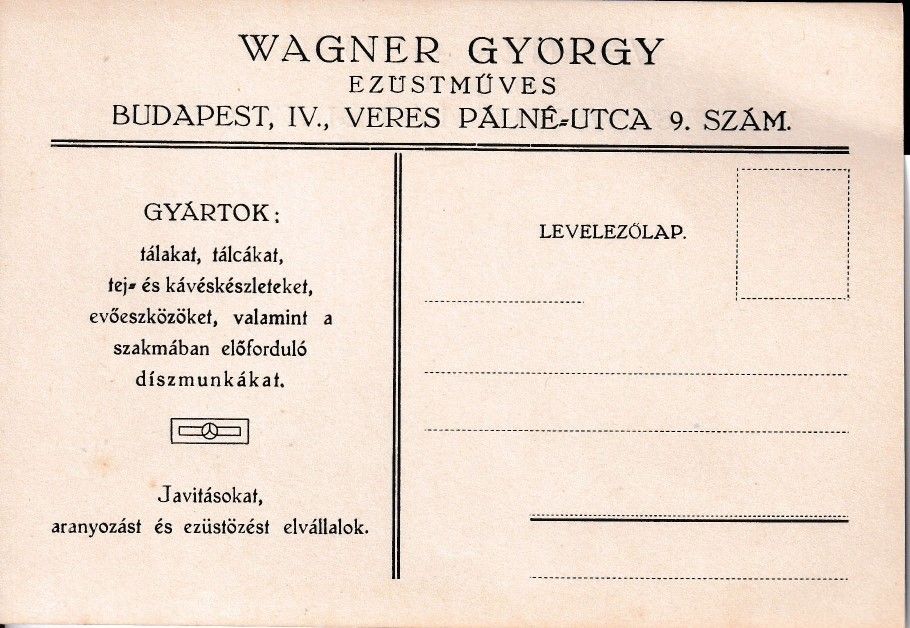 WAGNER GYÖRGY
EZÜSTMŰVES
BUDAPEST, IV., VERES PÁLNÉ-UTCA 9. SZÁM.
GYÁRTOK:
tálakat, tálcákat,
tej- és kávéskészleteket,
evőeszközöket, valamint a
szakmában előforduló
díszmunkákat.
Javitásokat,
aranyozást és ezüstözést elvállalok.
LEVELEZŐLAP.